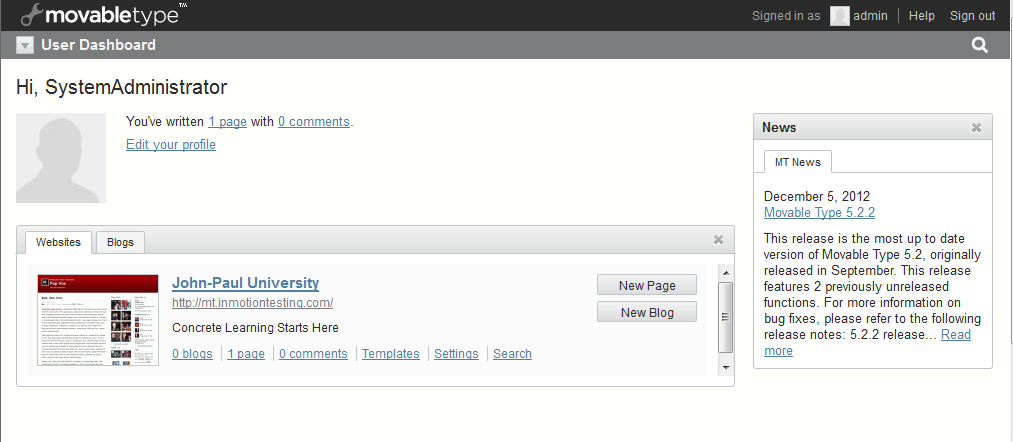 movabletype™
Signed in as admin Help Sign out
User Dashboard
Hi, SystemAdministrator
You've written 1 page with 0 comments.
Edit your profile
Websites Blogs
John-Paul University
http://mt.inmotiontesting.com/
Concrete Learning Starts Here
0 blogs 1 page 0 comments Templates Settings Search
New Page
New Blog
News
MT News
December 5, 2012
Movable Type 5.2.2
This release is the most up to date
version of Movable Type 5.2, originally
released in September. This release
features 2 previously unreleased
functions. For more information on
bug fixes, please refer to the following
release notes: 5.2.2 release... Read
more